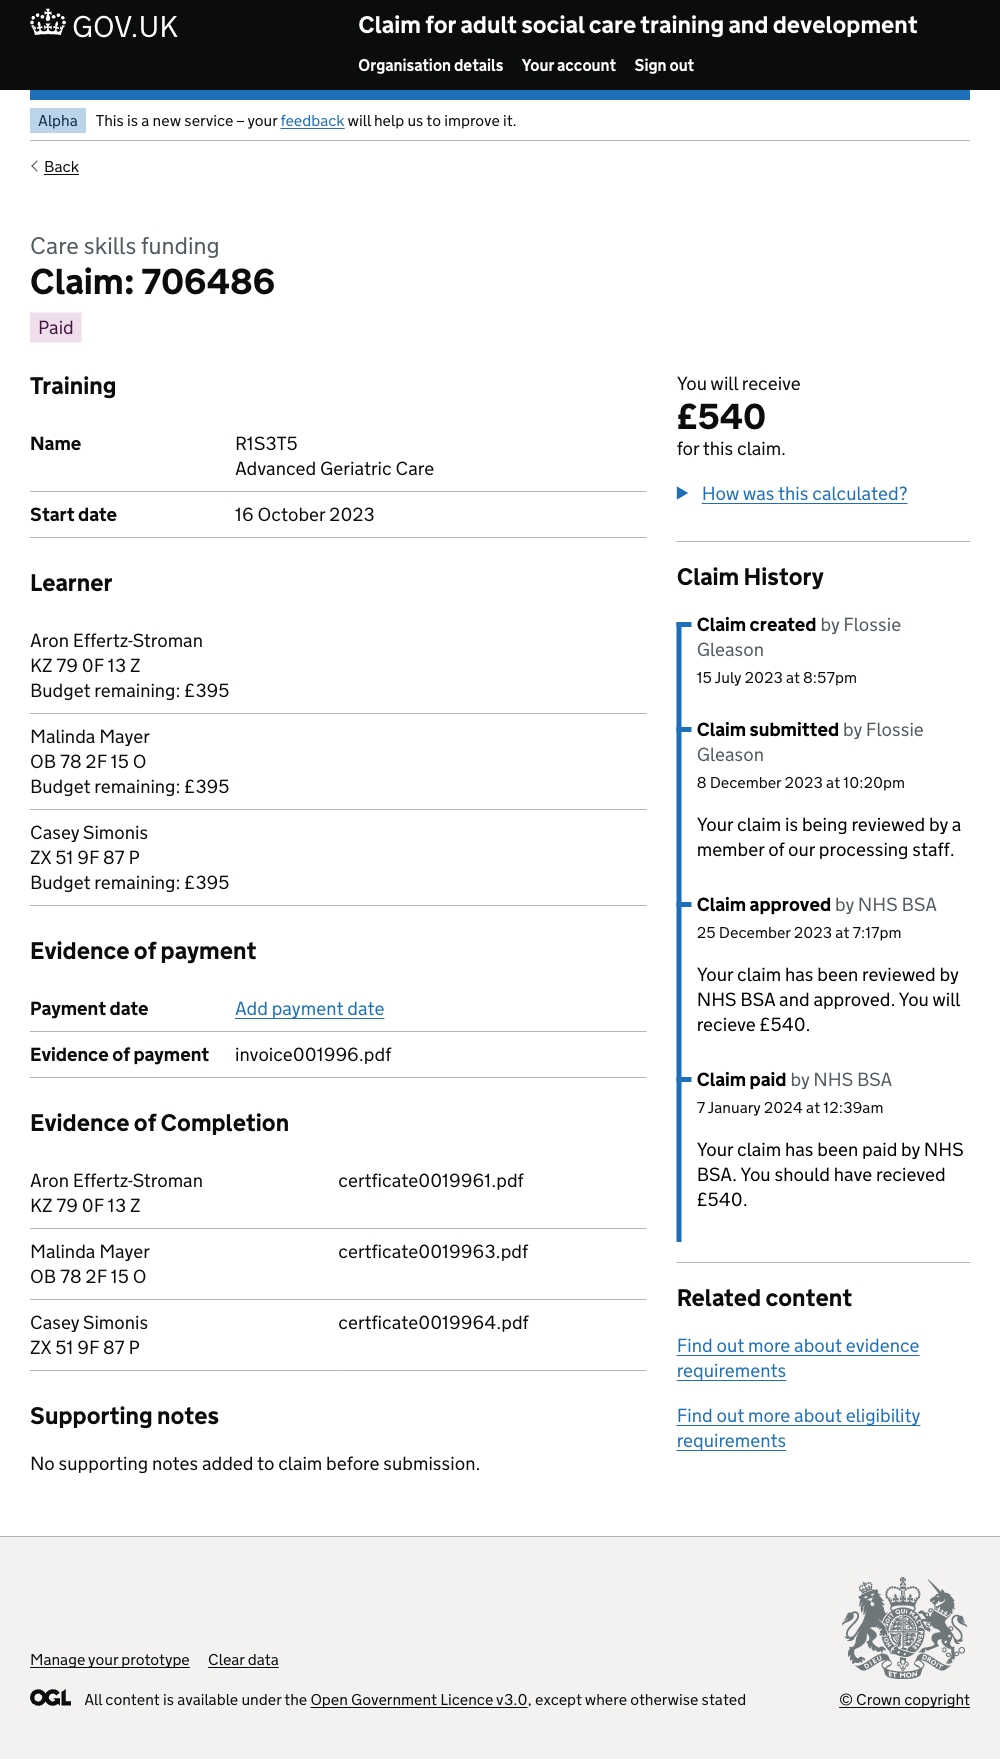 GOV.UK
Claim for adult social care training and development
Organisation details Your account Sign out
Alpha This is a new service – your feedback will help us to improve it.
Back
Care skills funding
Claim: 706486
Paid
Training
Name R1S3T5
Advanced Geriatric Care
Start date 16 October 2023
Learner
Aron Effertz-Stroman
KZ 79 0F 13 Z
Budget remaining: £395
Malinda Mayer
OB 78 2F 15 O
Budget remaining: £395
Casey Simonis
ZX 51 9F 87 P
Budget remaining: £395
Evidence of payment
Payment date Add payment date
Evidence of payment invoice001996.pdf
Evidence of Completion
Aron Effertz-Stroman certficate0019961.pdf
KZ 79 0F 13 Z
Malinda Mayer certficate0019963.pdf
OB 78 2F 15 O
Casey Simonis certficate0019964.pdf
ZX 51 9F 87 P
Supporting notes
No supporting notes added to claim before submission.
You will receive
£540
for this claim.
How was this calculated?
Claim History
Claim created by Flossie
Gleason
15 July 2023 at 8:57pm
Claim submitted by Flossie
Gleason
8 December 2023 at 10:20pm
Your claim is being reviewed by a
member of our processing staff.
Claim approved by NHS BSA
25 December 2023 at 7:17pm
Your claim has been reviewed by
NHS BSA and approved. You will
recieve £540.
Claim paid by NHS BSA
7 January 2024 at 12:39am
Your claim has been paid by NHS
BSA. You should have recieved
£540.
Related content
Find out more about evidence
requirements
Find out more about eligibility
requirements
Manage your prototype Clear data
OGL All content is available under the Open Government Licence v3.0, except where otherwise stated
DIEU ET MON DROIT
© Crown copyright